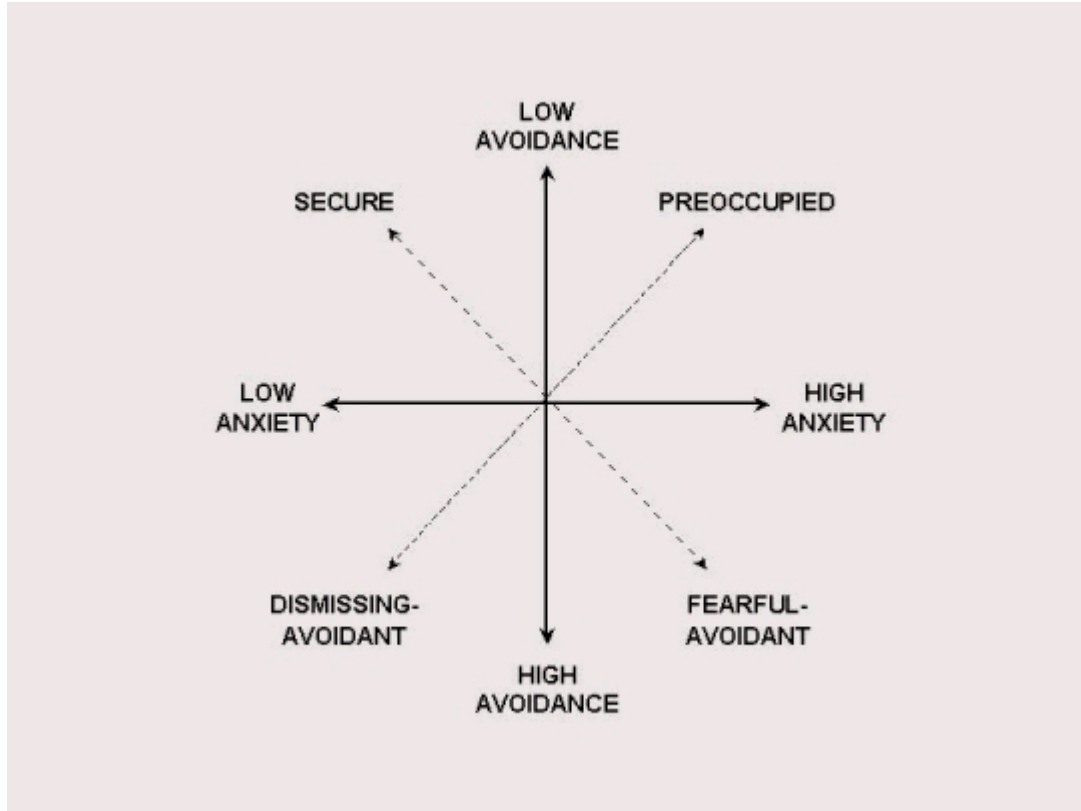 LOW
AVOIDANCE
SECURE
PREOCCUPIED
LOW
ANXIETY
HIGH
ANXIETY
DISMISSING-
AVOIDANT
FEARFUL-
AVOIDANT
HIGH
AVOIDANCE